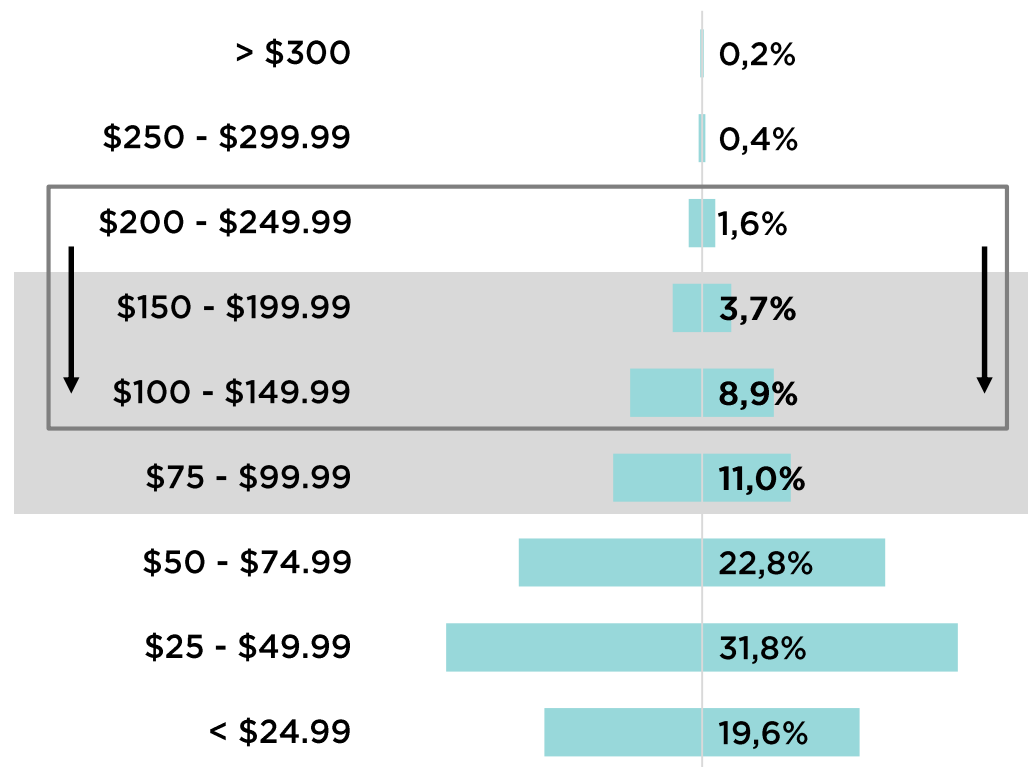 > $300 0,2%
$250 - $299.99 0,4%
$200 - $249.99 1,6%
$150 - $199.99 3,7%
$100 - $149.99 8,9%
$75 - $99.99 11,0%
$50 - $74.99 22,8%
$25 - $49.99 31,8%
< $24.99 19,6%